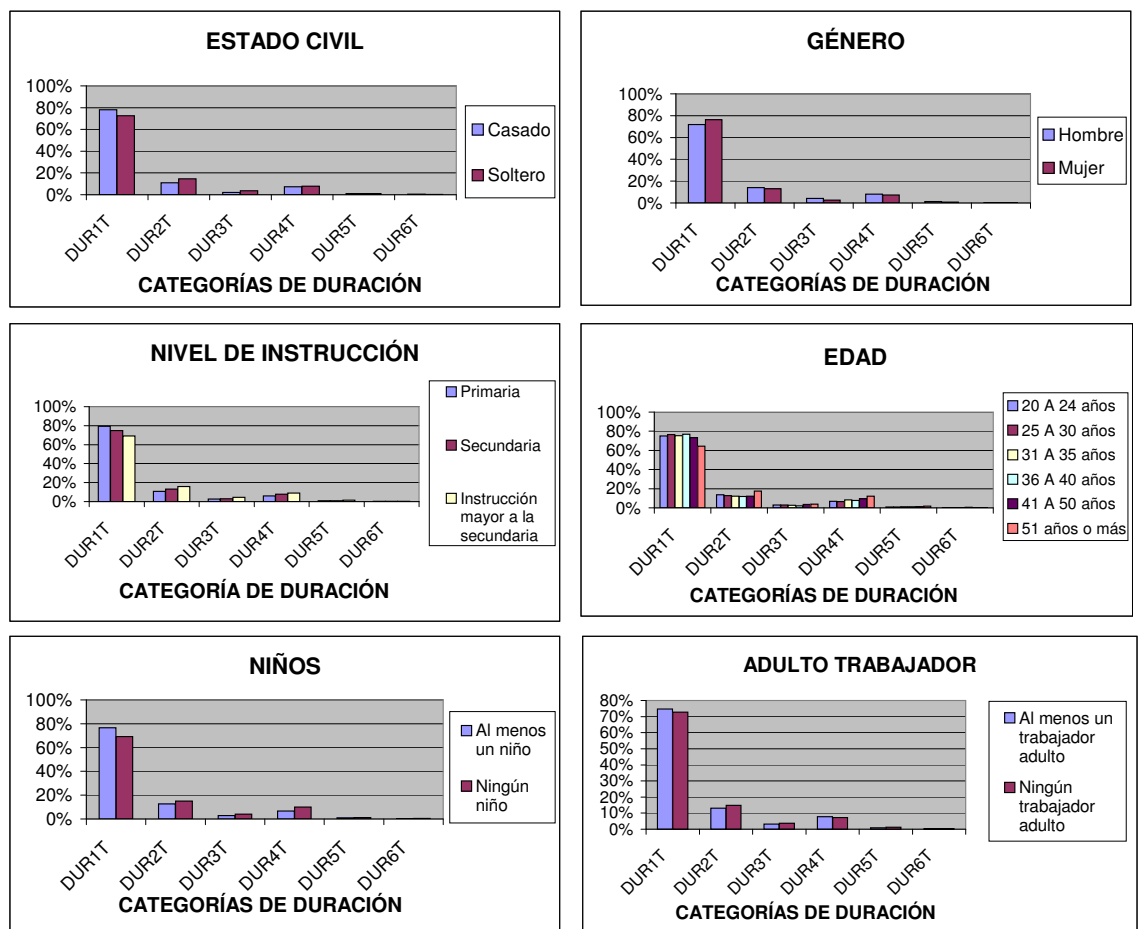 ESTADO CIVIL
100%
80%
60%
40%
20%
0%
DUR1T
DUR2T
DUR3T
DUR4T
DUR5T
DUR6T
CATEGORÍAS DE DURACIÓN
Casado
Soltero
GÉNERO
100%
80%
60%
40%
20%
0%
DUR1T
DUR2T
DUR3T
DUR4T
DUR5T
DUR6T
CATEGORÍAS DE DURACIÓN
Hombre
Mujer
NIVEL DE INSTRUCCIÓN
100%
80%
60%
40%
20%
0%
DUR1T
DUR2T
DUR3T
DUR4T
DUR5T
DUR6T
CATEGORÍA DE DURACIÓN
Primaria
Secundaria
Instrucción
mayor a la
secundaria
EDAD
100%
80%
60%
40%
20%
0%
DUR1T
DUR2T
DUR3T
DUR4T
DUR5T
DUR6T
CATEGORÍAS DE DURACIÓN
20 A 24 años
25 A 30 años
31 A 35 años
36 A 40 años
41 A 50 años
51 años o más
NIÑOS
100%
80%
60%
40%
20%
0%
DUR1T
DUR2T
DUR3T
DUR4T
DUR5T
DUR6T
CATEGORÍAS DE DURACIÓN
Al menos
un niño
Ningún
niño
ADULTO TRABAJADOR
80%
70%
60%
50%
40%
30%
20%
10%
0%
DUR1T
DUR2T
DUR3T
DUR4T
DUR5T
DUR6T
CATEGORÍAS DE DURACIÓN
Al menos un
trabajador
adulto
Ningún
trabajador
adulto